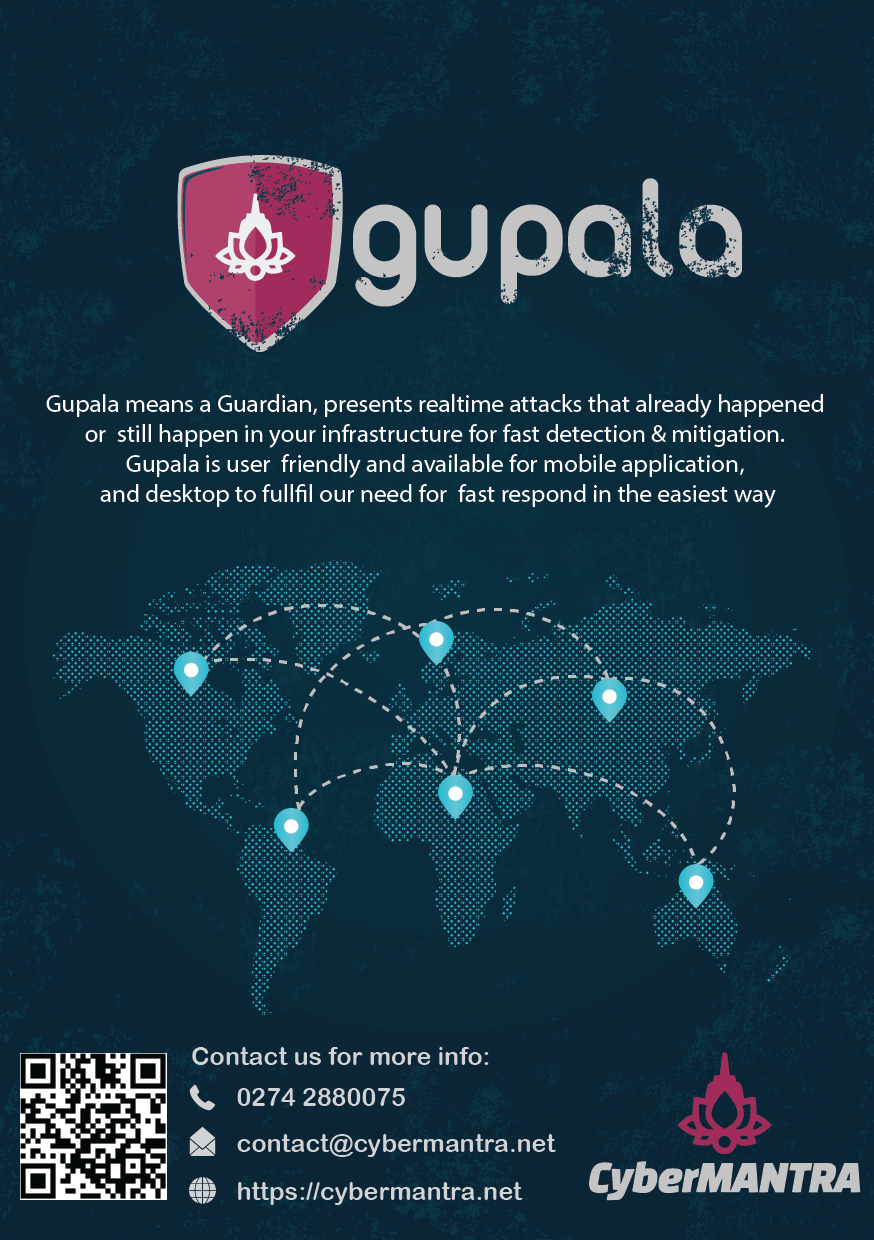 gupala
Gupala means a Guardian, presents realtime attacks that already happened
or still happen in your infrastructure for fast detection & mitigation.
Gupala is user friendly and available for mobile application,
and desktop to fullfil our need for fast respond in the easiest way
Contact us for more info:
0274 2880075
contact@cybermantra.net
https://cybermantra.net
CyberMANTRA